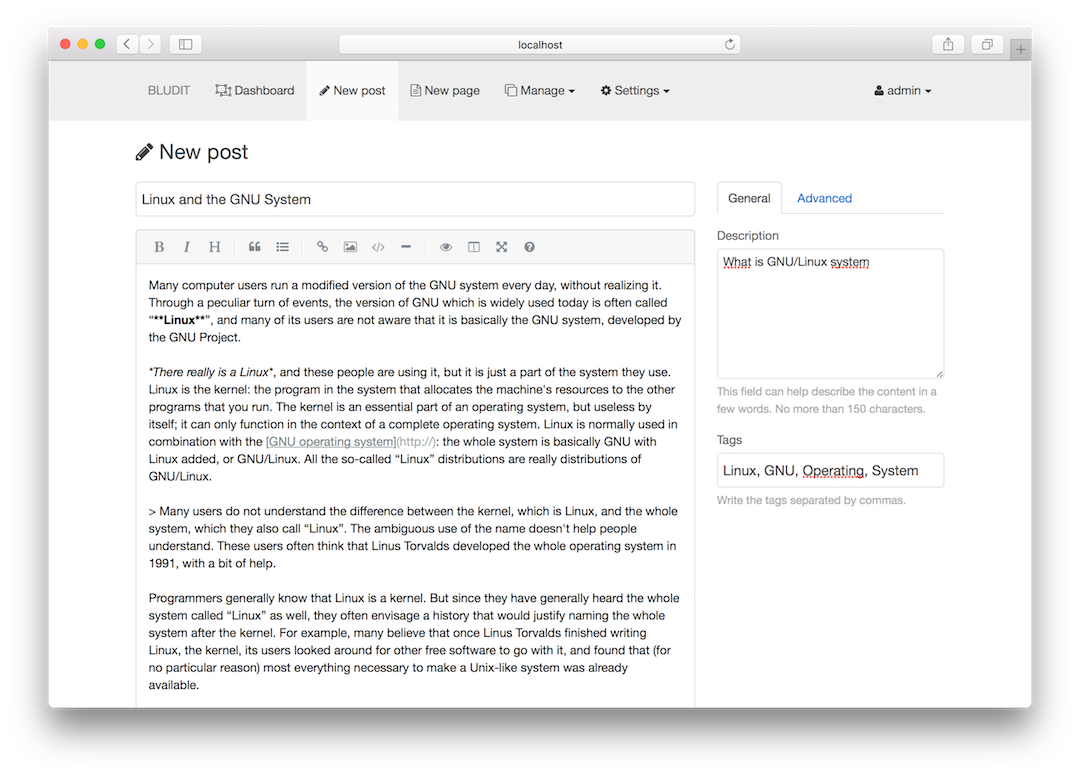 localhost
BLUDIT
Dashboard
New post
New page
Manage
Settings
admin
New post
Linux and the GNU System
B I H
Many computer users run a modified version of the GNU system every day, without realizing it.
Through a peculiar turn of events, the version of GNU which is widely used today is often called
“**Linux**”, and many of its users are not aware that it is basically the GNU system, developed by
the GNU Project.
*There really is a Linux*, and these people are using it, but it is just a part of the system they use.
Linux is the kernel: the program in the system that allocates the machine's resources to the other
programs that you run. The kernel is an essential part of an operating system, but useless by
itself; it can only function in the context of a complete operating system. Linux is normally used in
combination with the [GNU operating system](http://): the whole system is basically GNU with
Linux added, or GNU/Linux. All the so-called “Linux” distributions are really distributions of
GNU/Linux.
> Many users do not understand the difference between the kernel, which is Linux, and the whole
system, which they also call “Linux”. The ambiguous use of the name doesn't help people
understand. These users often think that Linus Torvalds developed the whole operating system in
1991, with a bit of help.
Programmers generally know that Linux is a kernel. But since they have generally heard the whole
system called “Linux” as well, they often envisage a history that would justify naming the whole
system after the kernel. For example, many believe that once Linus Torvalds finished writing
Linux, the kernel, its users looked around for other free software to go with it, and found that (for
no particular reason) most everything necessary to make a Unix-like system was already
available.
General
Advanced
Description
What is GNU/Linux system
This field can help describe the content in a
few words. No more than 150 characters.
Tags
Linux, GNU, Operating, System
Write the tags separated by commas.